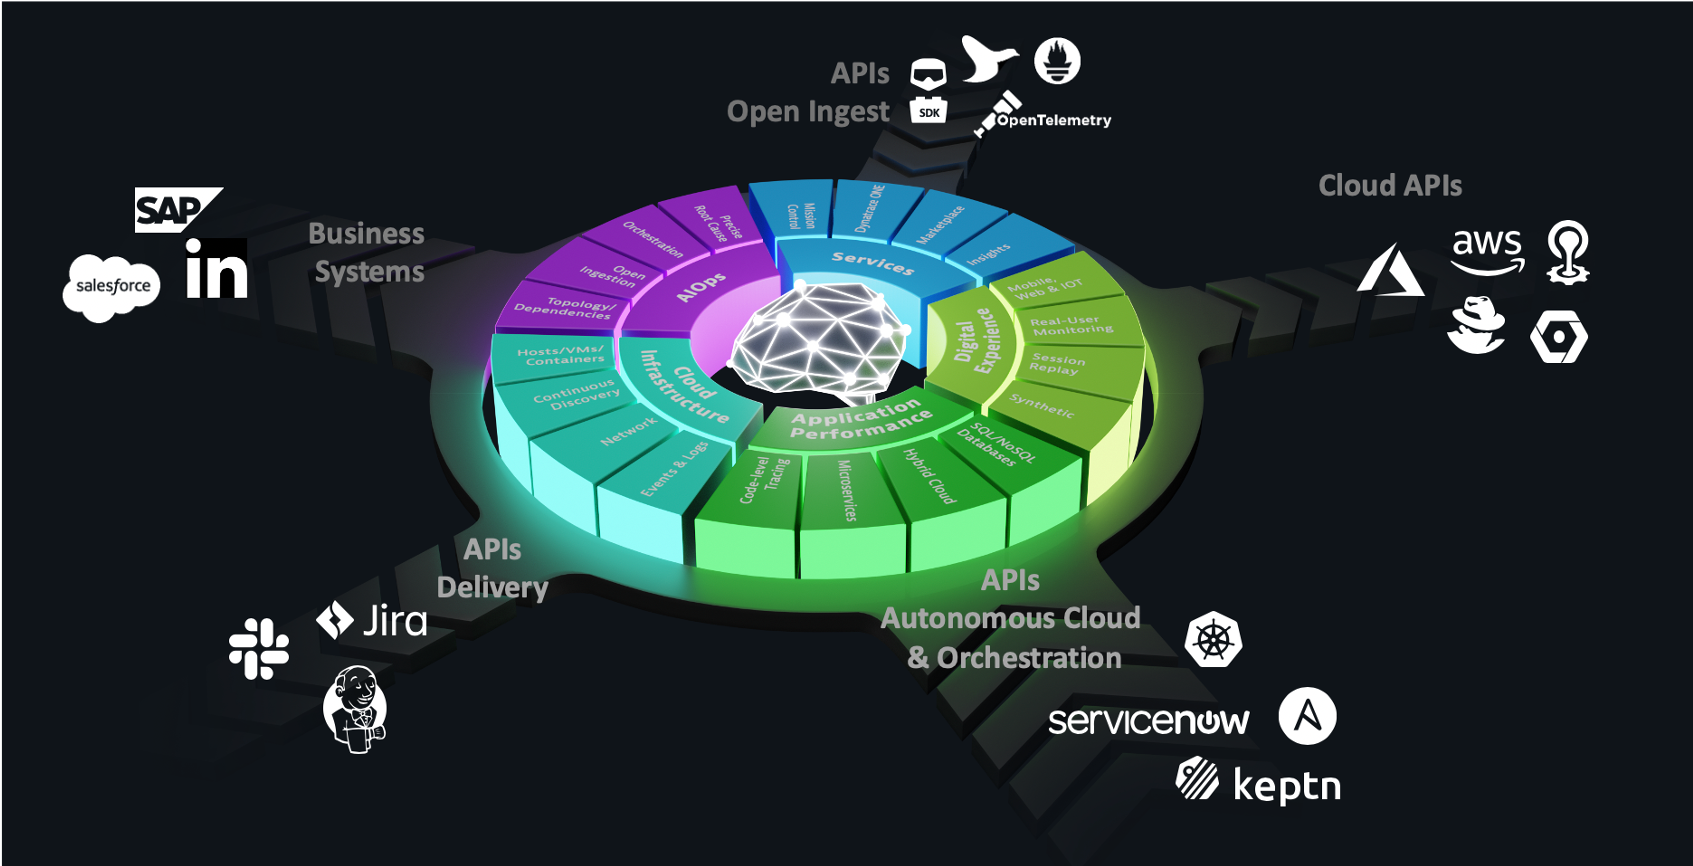 APIs
Open Ingest
SDK
OpenTelemetry
Cloud APIs
aws
SAP
salesforce
in
Business
Systems
Precise
Root Cause
Orchestration
Open
Ingestion
Topology/
Dependencies
AIOps
Mission
Control
Dynatrace ONE
Marketplace
Insights
Services
Mobile,
Web & IOT
Real-User
Monitoring
Session
Replay
Synthetic
Digital
Experience
Hosts/VMs/
Containers
Continuous
Discovery
Network
Events & Logs
Cloud
Infrastructure
Application
Performance
Code-level
Tracing
Microservices
Hybrid Cloud
SQL/NoSQL
Databases
APIs
Delivery
Jira
APIs
Autonomous Cloud
& Orchestration
servicenow
keptn